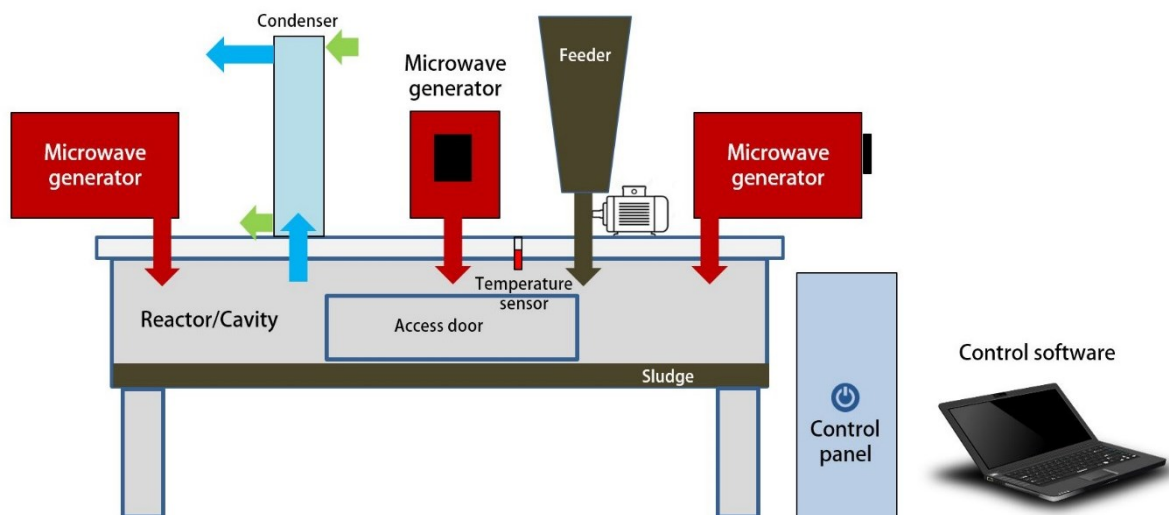 Condenser
Microwave
generator
Feeder
Microwave
generator
Microwave
generator
Temperature
sensor
Reactor/Cavity
Access door
Sludge
Control
panel
Control software